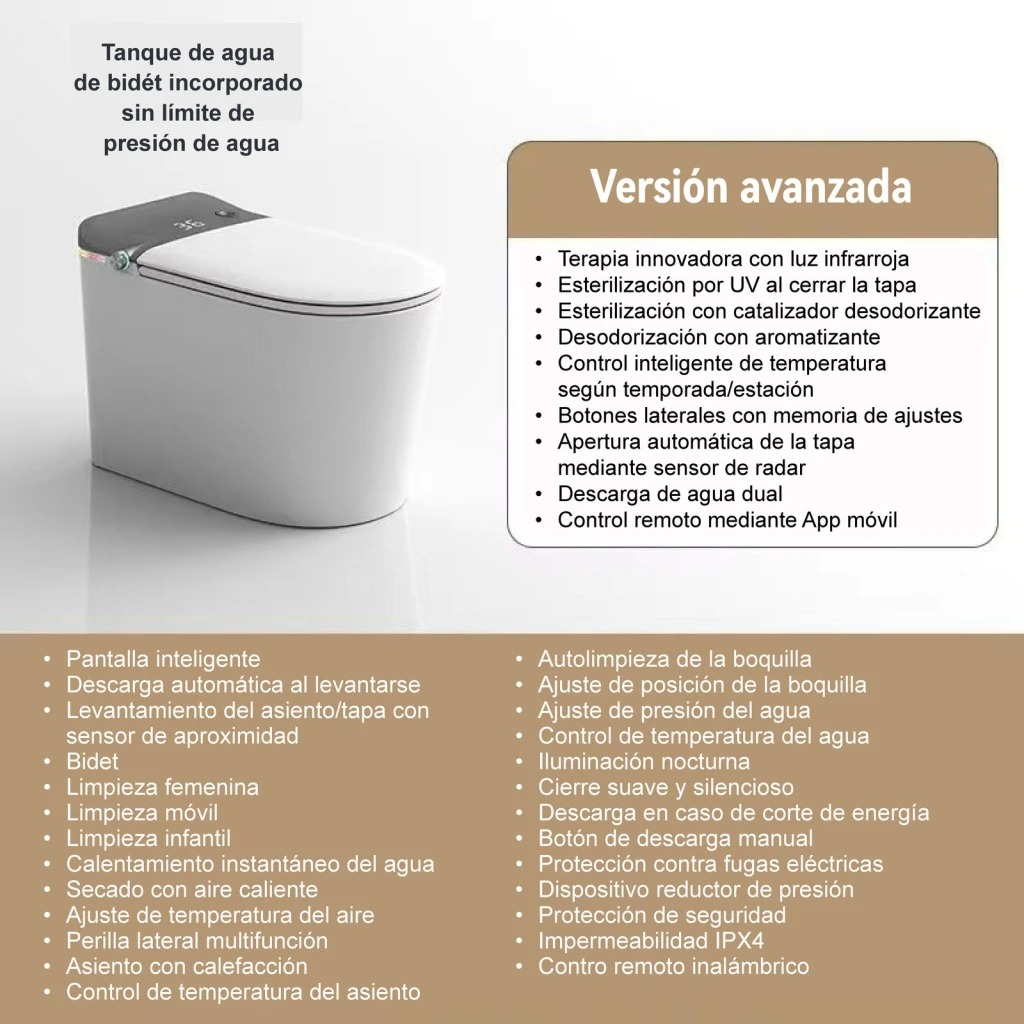 Tanque de agua
de bidét incorporado
sin límite de
presión de agua
36
Versión avanzada
• Terapia innovadora con luz infrarroja
• Esterilización por UV al cerrar la tapa
• Esterilización con catalizador desodorizante
• Desodorización con aromatizante
• Control inteligente de temperatura
según temporada/estación
• Botones laterales con memoria de ajustes
• Apertura automática de la tapa
mediante sensor de radar
• Descarga de agua dual
• Control remoto mediante App móvil
• Pantalla inteligente
• Descarga automática al levantarse
• Levantamiento del asiento/tapa con
sensor de aproximidad
• Bidet
• Limpieza femenina
• Limpieza móvil
• Limpieza infantil
• Calentamiento instantáneo del agua
• Secado con aire caliente
• Ajuste de temperatura del aire
• Perilla lateral multifunción
• Asiento con calefacción
• Control de temperatura del asiento
• Autolimpieza de la boquilla
• Ajuste de posición de la boquilla
• Ajuste de presión del agua
• Control de temperatura del agua
• Iluminación nocturna
• Cierre suave y silencioso
• Descarga en caso de corte de energía
• Botón de descarga manual
• Protección contra fugas eléctricas
• Dispositivo reductor de presión
• Protección de seguridad
• Impermeabilidad IPX4
• Contro remoto inalámbrico